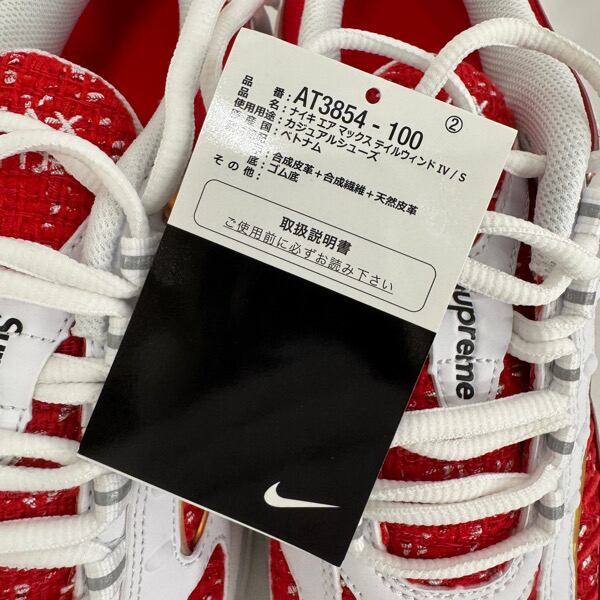 品番: AT3854 - 100 ②
品名: ナイキ エア マックス テイルウィンド IV / S
使用用途: カジュアルシューズ
原産国: ベトナム
: 合成皮革+合成繊維+天然皮革
底: ゴム底
その他:
取扱説明書
ご使用前に必ずお読み下さい
Supreme
Su